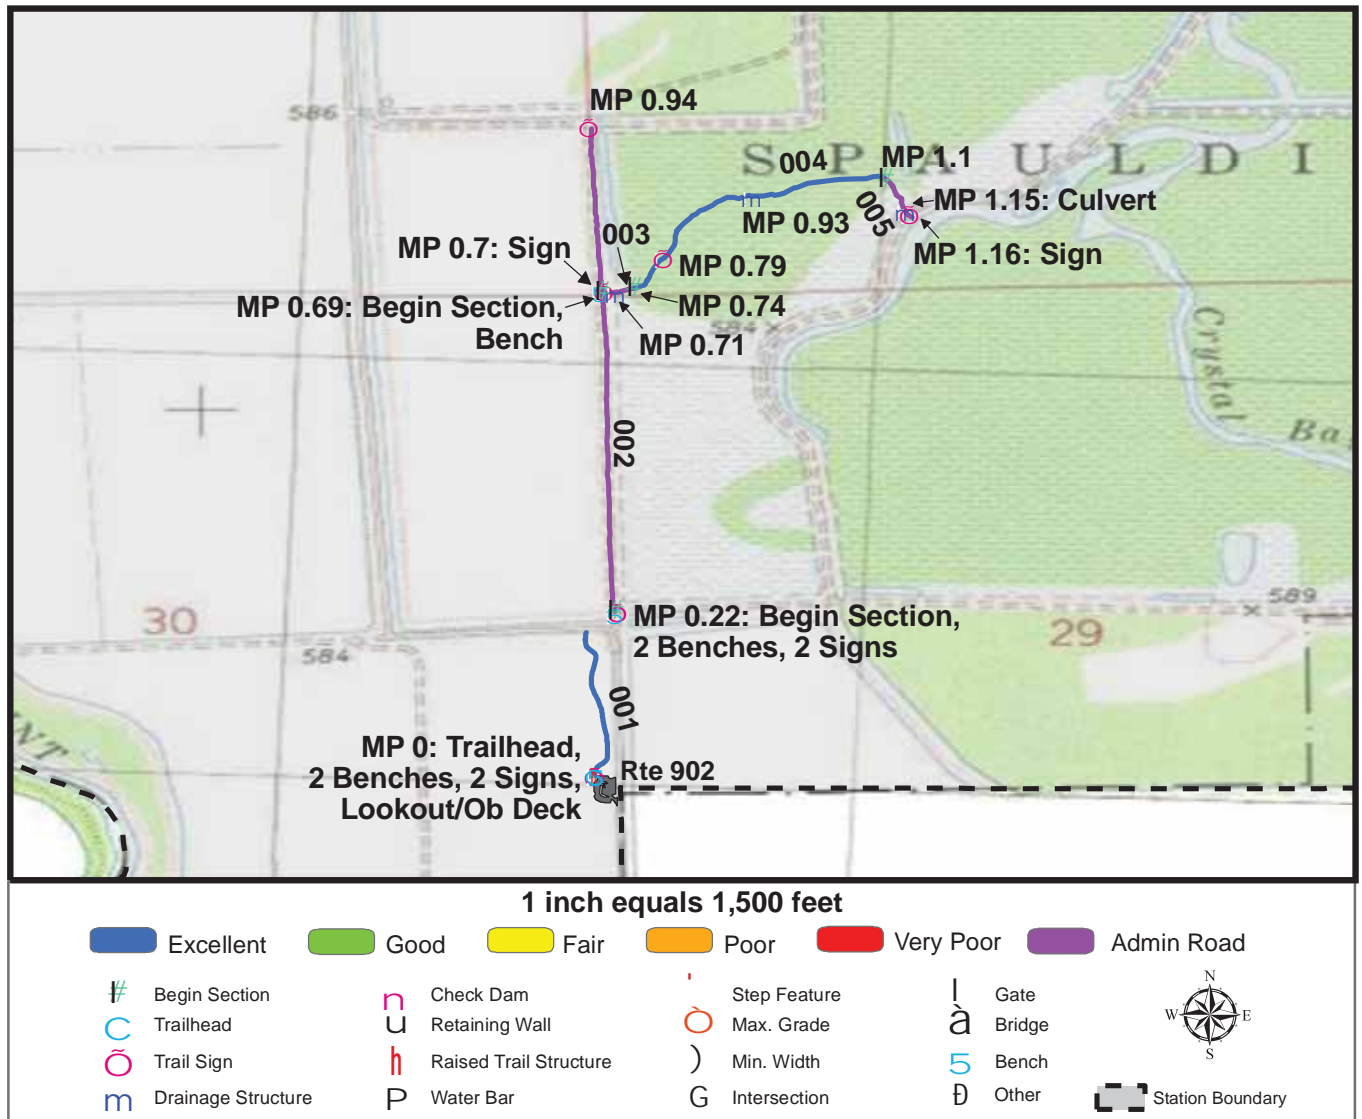 MP 0.94
586
S P A U L D I
004
MP 1.1
005
MP 1.15: Culvert
MP 0.93
MP 1.16: Sign
MP 0.7: Sign
003
MP 0.79
MP 0.69: Begin Section,
Bench
MP 0.74
MP 0.71
584
Crystal
002
30
MP 0.22: Begin Section,
2 Benches, 2 Signs
589
29
584
001
MP 0: Trailhead,
2 Benches, 2 Signs,
Lookout/Ob Deck
Rte 902
1 inch equals 1,500 feet
Excellent
Good
Fair
Poor
Very Poor
Admin Road
Begin Section
Check Dam
Step Feature
Gate
Trailhead
Retaining Wall
Max. Grade
Bridge
Trail Sign
Raised Trail Structure
Min. Width
Bench
Drainage Structure
Water Bar
Intersection
Other
Station Boundary
N
W
E
S